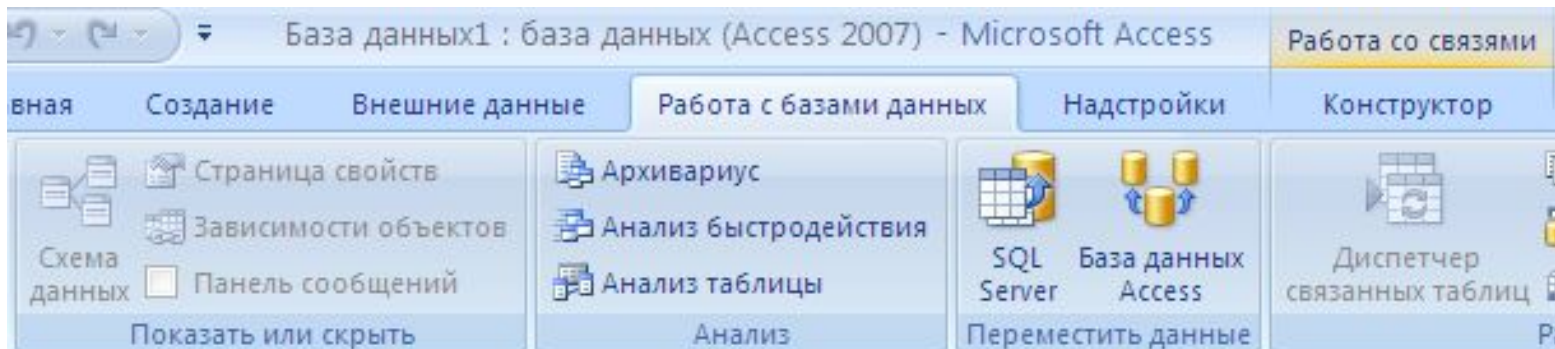 База данных1 : база данных (Access 2007) - Microsoft Access
Работа со связями
вная
Создание
Внешние данные
Работа с базами данных
Надстройки
Конструктор
Схема
данных
Страница свойств
Зависимости объектов
Панель сообщений
Показать или скрыть
Архивариус
Анализ быстродействия
Анализ таблицы
Анализ
SQL
Server
База данных
Access
Переместить данные
Диспетчер
связанных таблиц
Р